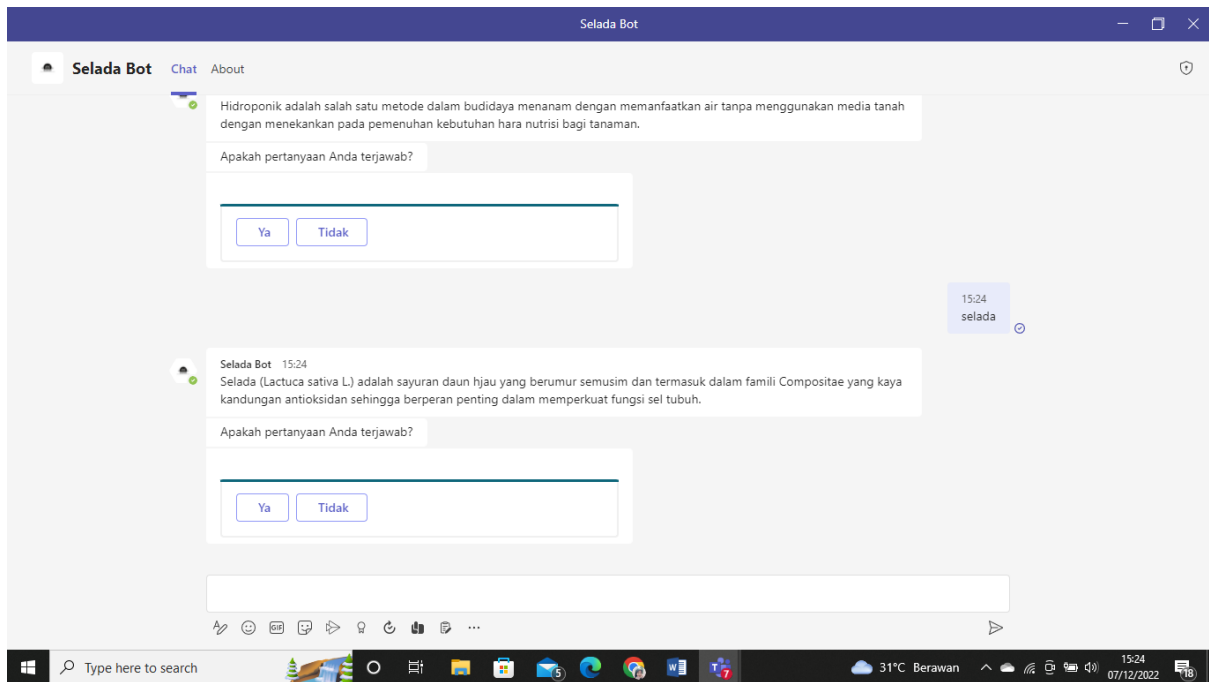 Selada Bot
Selada Bot Chat About
Hidroponik adalah salah satu metode dalam budidaya menanam dengan memanfaatkan air tanpa menggunakan media tanah
dengan menekankan pada pemenuhan kebutuhan hara nutrisi bagi tanaman.
Apakah pertanyaan Anda terjawab?
Ya Tidak
15:24
selada
Selada Bot 15:24
Selada (Lactuca sativa L.) adalah sayuran daun hjau yang berumur semusim dan termasuk dalam famili Compositae yang kaya
kandungan antioksidan sehingga berperan penting dalam memperkuat fungsi sel tubuh.
Apakah pertanyaan Anda terjawab?
Ya Tidak
GIF
Type here to search
5
W
T
7
31°C Berawan
15:24
07/12/2022
18